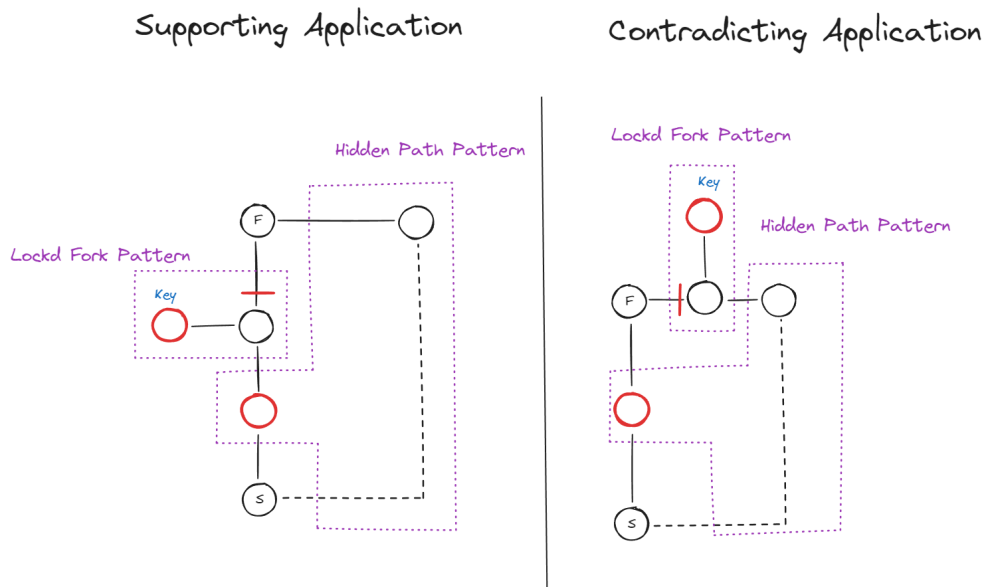 Supporting Application
Contradicting Application
Hidden Path Pattern
F
Lockd Fork Pattern
Key
S
Lockd Fork Pattern
Key
Hidden Path Pattern
F
S